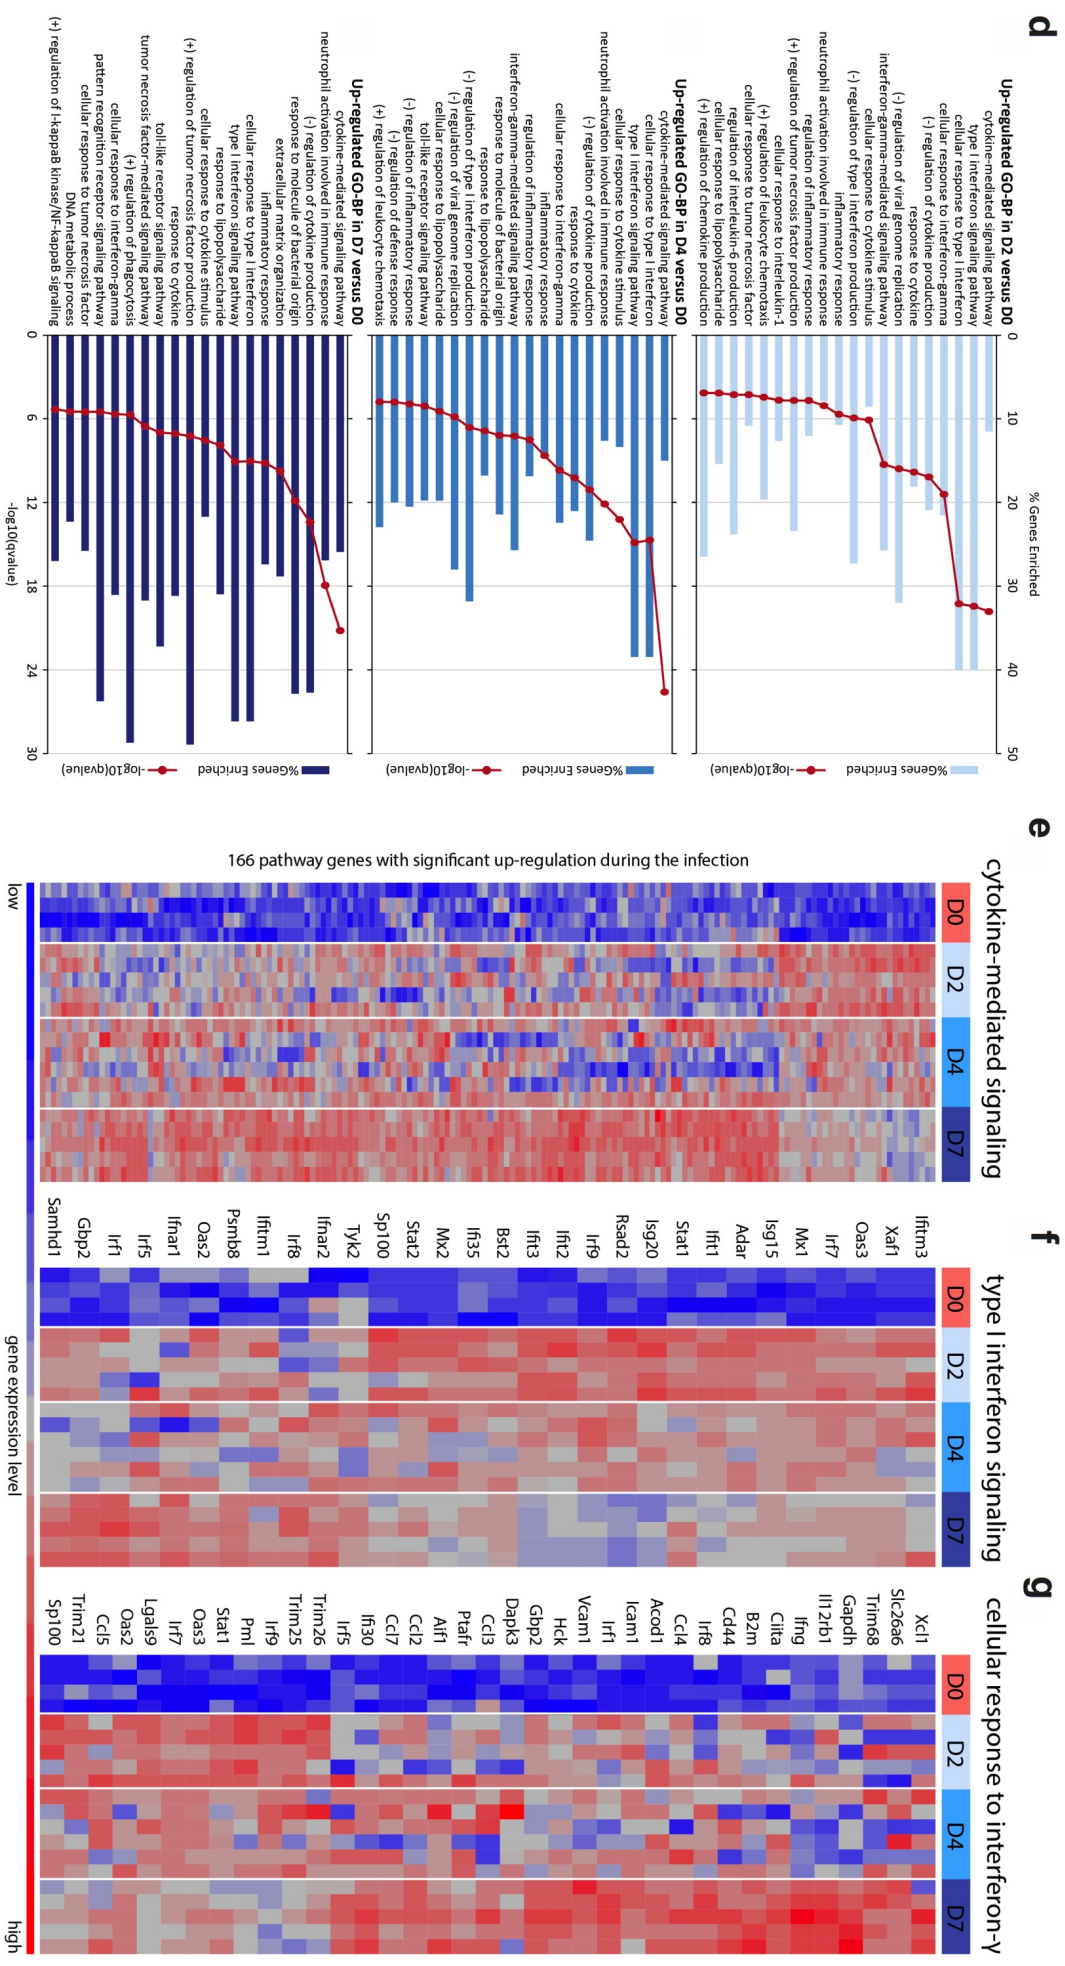 d
% Genes Enriched
0 10 20 30 40 50
Up-regulated GO-BP in D2 versus D0
cytokine-mediated signaling pathway
type I interferon signaling pathway
cellular response to type I interferon
cellular response to interferon-gamma
(-) regulation of cytokine production
response to cytokine
(-) regulation of viral genome replication
interferon-gamma-mediated signaling pathway
cellular response to cytokine stimulus
(-) regulation of type I interferon production
inflammatory response
neutrophil activation involved in immune response
regulation of inflammatory response
(+) regulation of tumor necrosis factor production
cellular response to interleukin-1
(+) regulation of leukocyte chemotaxis
cellular response to tumor necrosis factor
regulation of interleukin-6 production
cellular response to lipopolysaccharide
(+) regulation of chemokine production
%Genes Enriched
-log10(qvalue)
Up-regulated GO-BP in D4 versus D0
cytokine-mediated signaling pathway
cellular response to type I interferon
type I interferon signaling pathway
cellular response to cytokine stimulus
neutrophil activation involved in immune response
(-) regulation of cytokine production
response to cytokine
cellular response to interferon-gamma
inflammatory response
regulation of inflammatory response
interferon-gamma-mediated signaling pathway
response to molecule of bacterial origin
response to lipopolysaccharide
(-) regulation of type I interferon production
(-) regulation of viral genome replication
cellular response to lipopolysaccharide
toll-like receptor signaling pathway
(-) regulation of inflammatory response
(-) regulation of defense response
(+) regulation of leukocyte chemotaxis
%Genes Enriched
-log10(qvalue)
Up-regulated GO-BP in D7 versus D0
cytokine-mediated signaling pathway
neutrophil activation involved in immune response
(-) regulation of cytokine production
response to molecule of bacterial origin
extracellular matrix organization
inflammatory response
cellular response to type I interferon
type I interferon signaling pathway
response to lipopolysaccharide
cellular response to cytokine stimulus
(+) regulation of tumor necrosis factor production
response to cytokine
toll-like receptor signaling pathway
tumor necrosis factor-mediated signaling pathway
(+) regulation of phagocytosis
cellular response to interferon-gamma
pattern recognition receptor signaling pathway
cellular response to tumor necrosis factor
DNA metabolic process
(+) regulation of I-kappaB kinase/NF-kappaB signaling
%Genes Enriched
-log10(qvalue)
0 6 12 18 24 30
-log10(qvalue)
e
cytokine-mediated signaling
D0 D2 D4 D7
166 pathway genes with significant up-regulation during the infection
f
type I interferon signaling
D0 D2 D4 D7
Ifitm3
Xaf1
Oas3
Irf7
Mx1
Isg15
Adar
Ifit1
Stat1
Isg20
Rsad2
Irf9
Ifit2
Ifit3
Bst2
Ifi35
Mx2
Stat2
Sp100
Tyk2
Ifnar2
Irf8
Ifitm1
Psmb8
Oas2
Ifnar1
Irf5
Irf1
Gbp2
Samhd1
g
cellular response to interferon-γ
D0 D2 D4 D7
Xcl1
Slc26a6
Trim68
Gapdh
Il12rb1
Ifng
Ciita
B2m
Cd44
Irf8
Ccl4
Acod1
Icam1
Irf1
Vcam1
Hck
Gbp2
Dapk3
Ccl3
Ptafr
Aif1
Ccl2
Ccl7
Ifi30
Irf5
Trim26
Trim25
Irf9
Pml
Stat1
Oas3
Irf7
Lgals9
Oas2
Ccl5
Trim21
Sp100
low
gene expression level
high